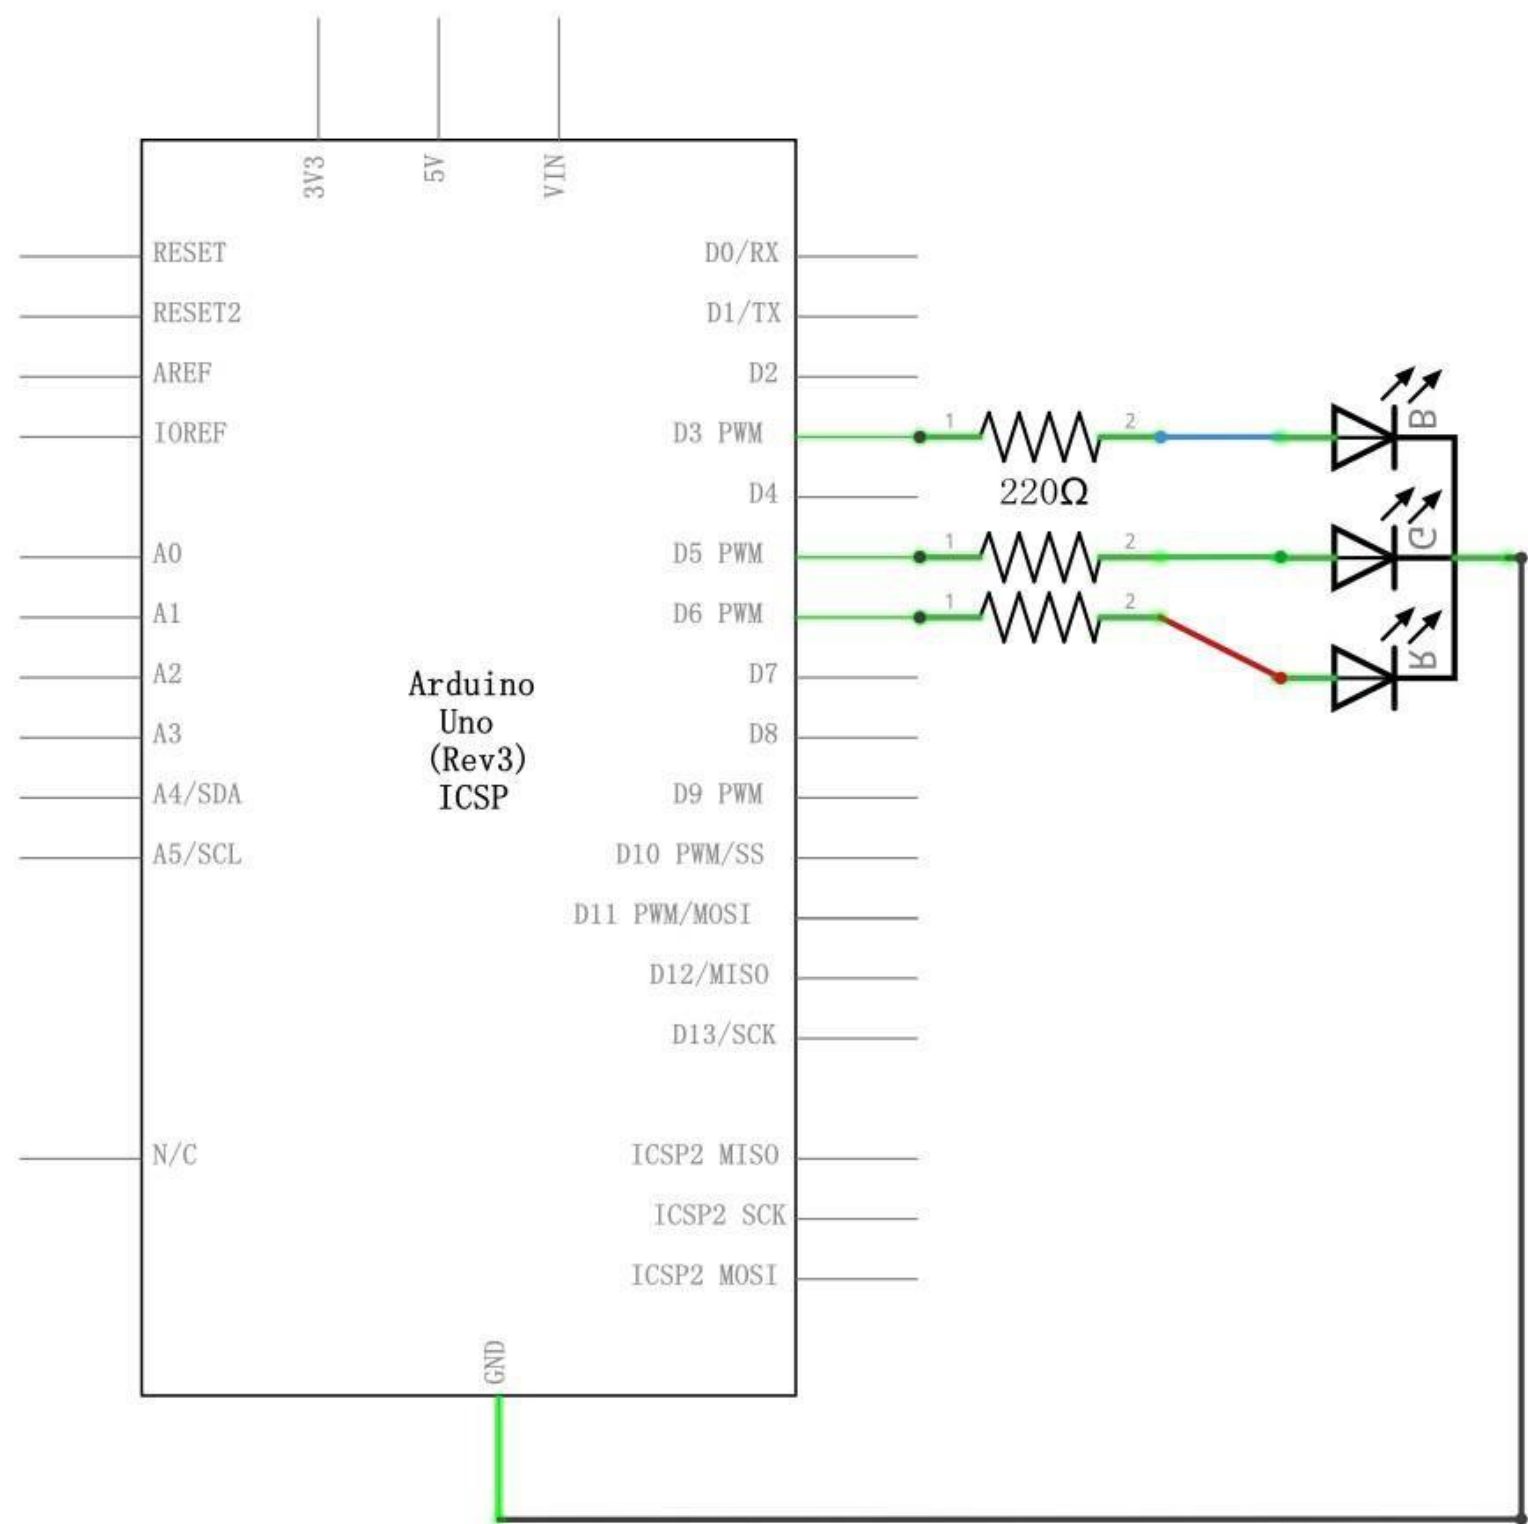 3V3
5V
VIN
RESET
D0/RX
RESET2
D1/TX
AREF
D2
IOREF
D3 PWM
1
2
B
D4
220Ω
A0
D5 PWM
1
2
G
A1
D6 PWM
1
2
A2
D7
R
Arduino
Uno
(Rev3)
ICSP
A3
D8
A4/SDA
D9 PWM
A5/SCL
D10 PWM/SS
D11 PWM/MOSI
D12/MISO
D13/SCK
N/C
ICSP2 MISO
ICSP2 SCK
ICSP2 MOSI
GND